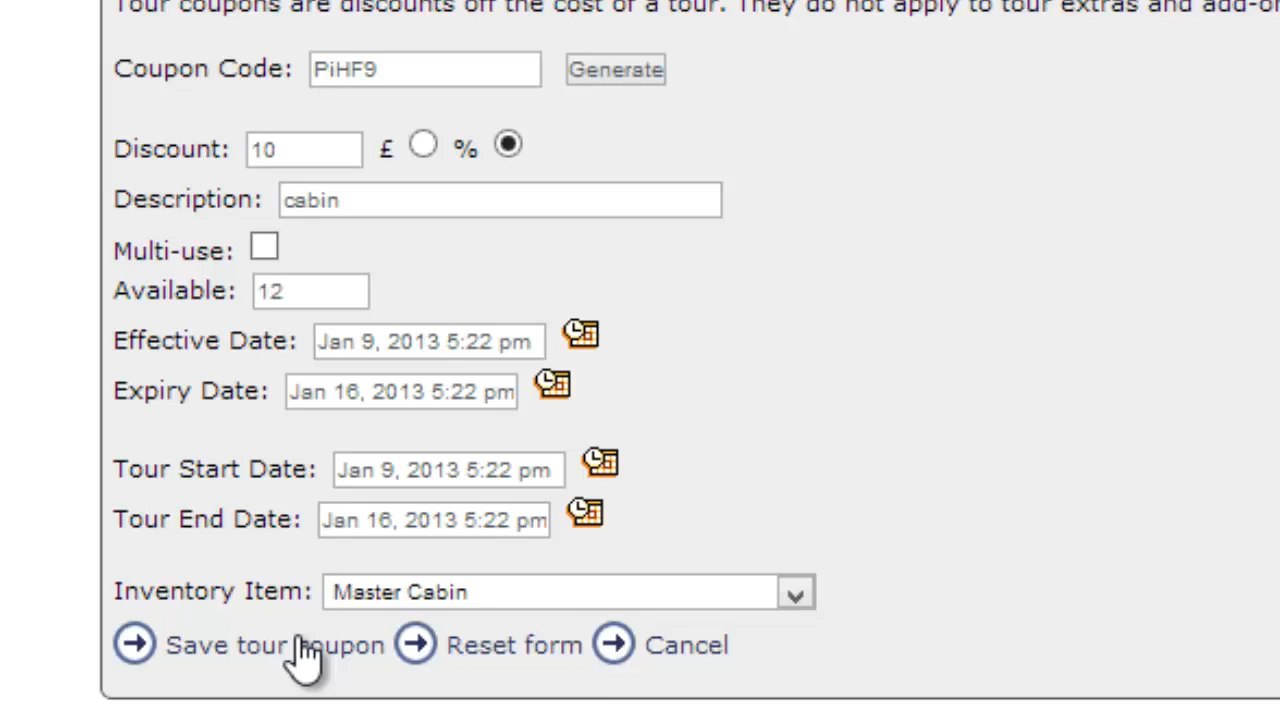 Tour coupons are discounts off the cost of a tour. They do not apply to tour extras and add-on
Coupon Code: PiHF9 Generate
Discount: 10 £ %
Description: cabin
Multi-use:
Available: 12
Effective Date: Jan 9, 2013 5:22 pm
Expiry Date: Jan 16, 2013 5:22 pm
Tour Start Date: Jan 9, 2013 5:22 pm
Tour End Date: Jan 16, 2013 5:22 pm
Inventory Item: Master Cabin
Save tour coupon Reset form Cancel